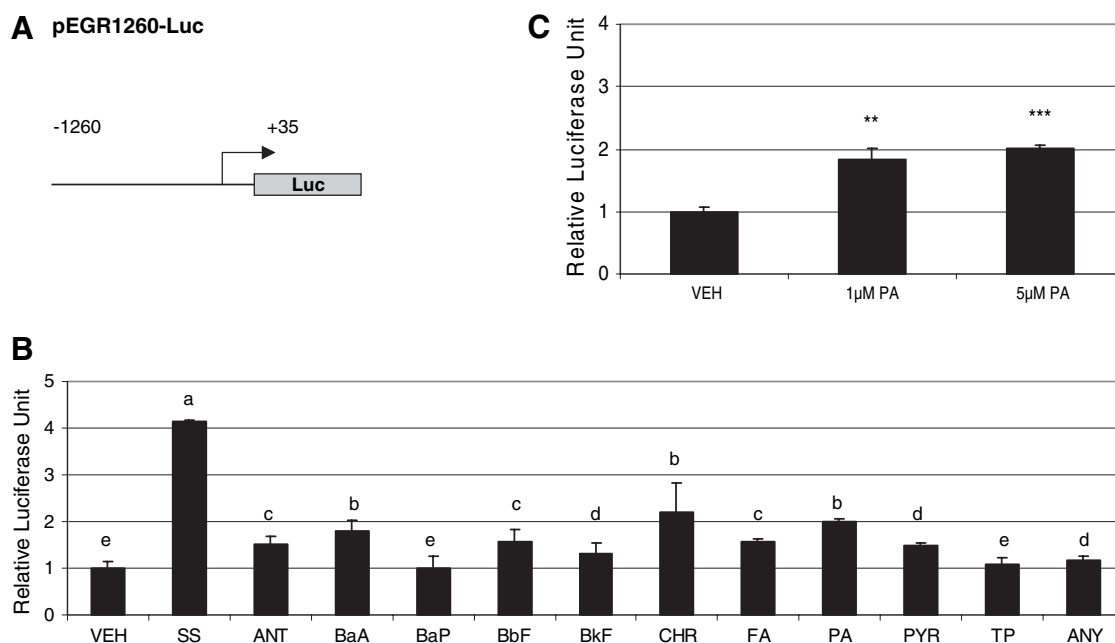 A pEGR1260-Luc
-1260 +35
Luc
C
Relative Luciferase Unit
4
3
2
1
0
** ***
VEH 1µM PA 5µM PA
B
Relative Luciferase Unit
5
4
3
2
1
0
e a c b e c d b c b d e d
VEH SS ANT BaA BaP BbF BkF CHR FA PA PYR TP ANY